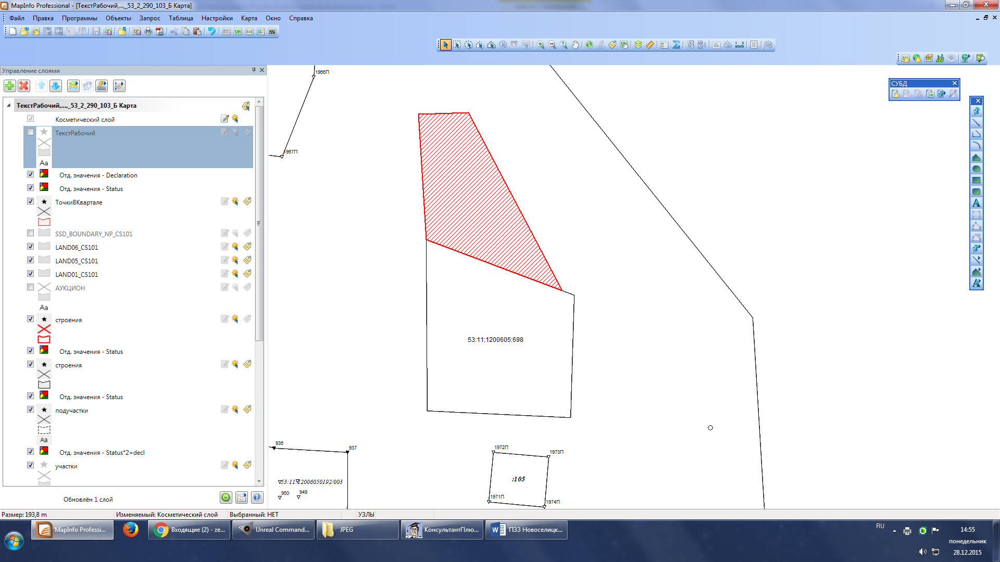 MapInfo Professional - [ТекстРабочий,...,_53_2_290_103_Б Карта]
Файл Правка Программы Объекты Запрос Таблица Настройки Карта Окно Справка
Управление слоями
ТекстРабочий,...,_53_2_290_103_Б Карта
Косметический слой
ТекстРабочий
Aa
Отд. значения - Declaration
Отд. значения - Status
ТочкиВКвартале
SSD_BOUNDARY_NP_CS101
LAND06_CS101
LAND05_CS101
LAND01_CS101
АУКЦИОН
Aa
строения
Отд. значения - Status
строения
Отд. значения - Status
подучастки
Aa
Отд. значения - Status*2+decl
участки
Обновлён 1 слой
СУБД
1966П
1967П
53:11:1200605:698
936
937
950
949
1972П
1973П
:105
1971П
1974П
Размер: 193,8 m
Изменяемый: Косметический слой
Выбранный: НЕТ
УЗЛЫ
MapInfo Professi...
Входящие (2) - ze...
Unreal Command...
JPEG
КонсультантПлю...
ПЗЗ Новоселицк...
RU
14:55
понедельник
28.12.2015